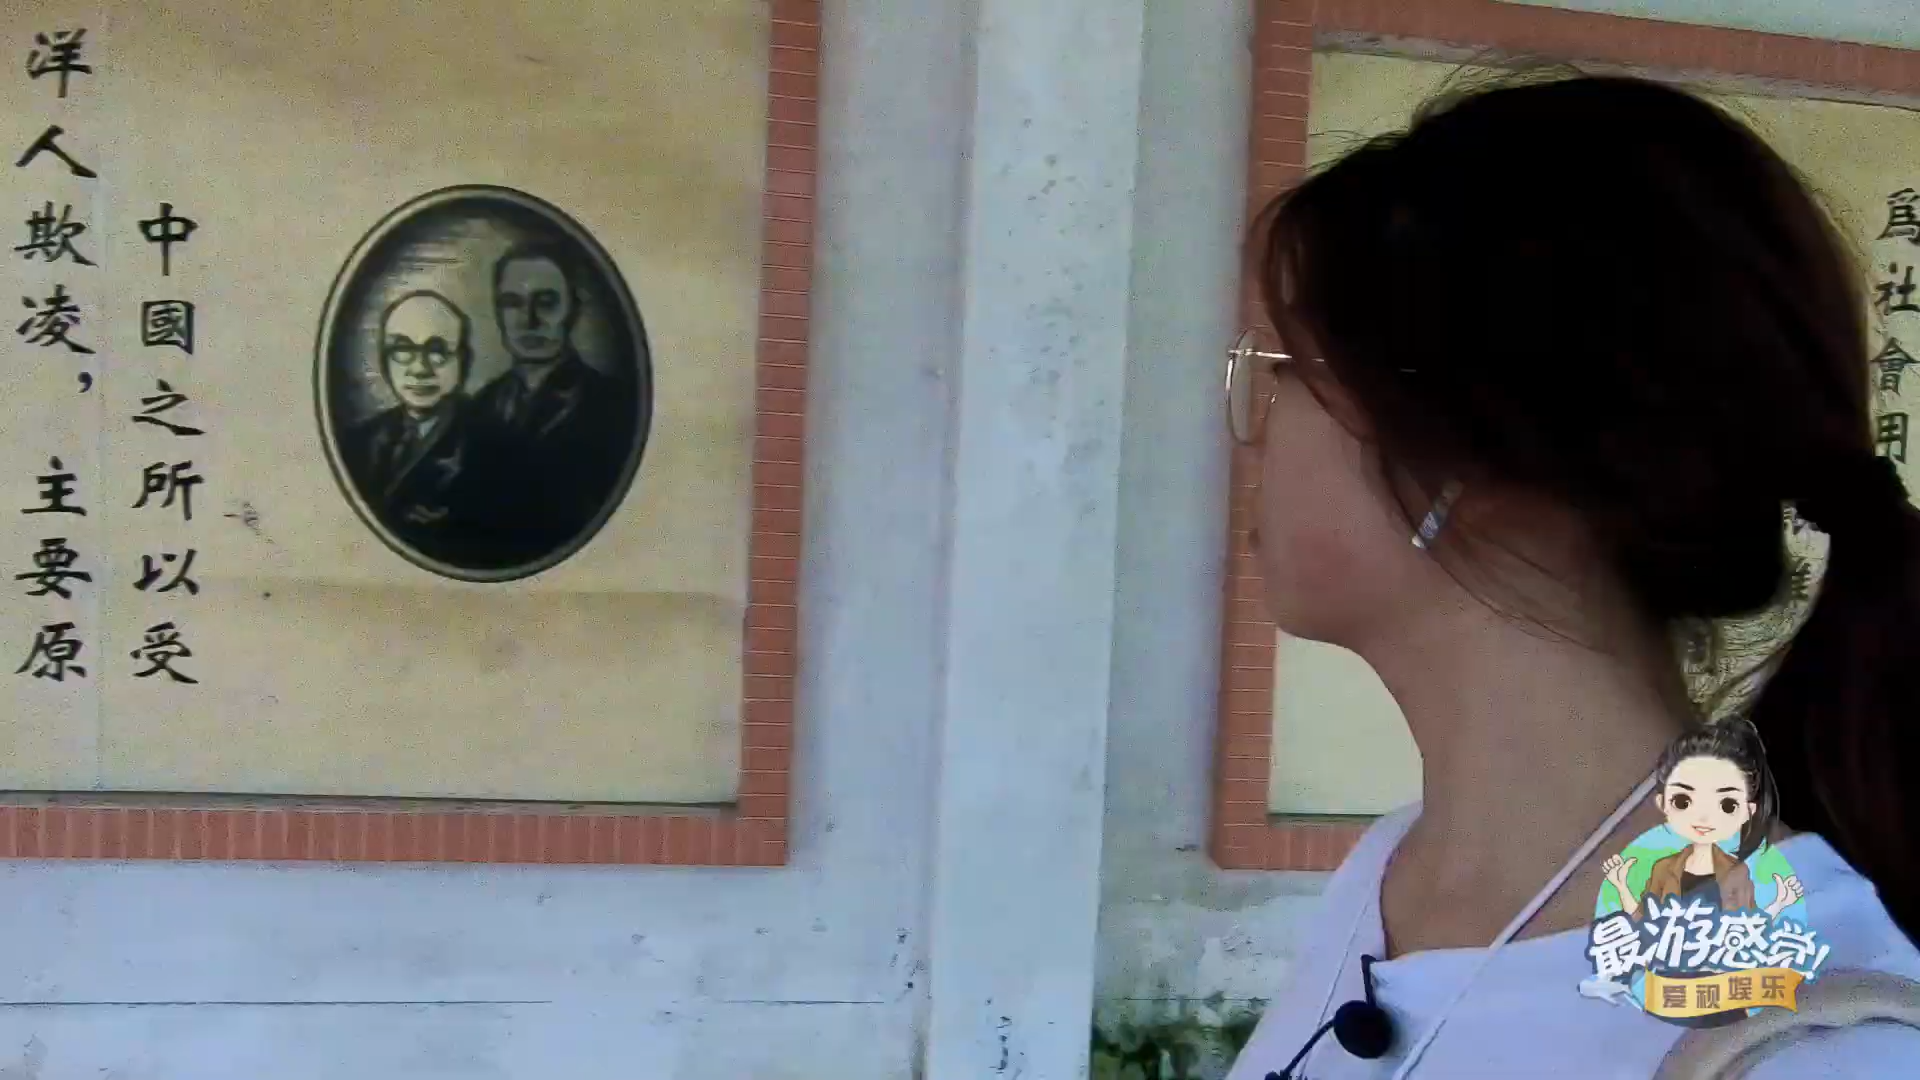 中國之所以受
洋人欺凌，主要原
爲社會用
最游感觉!
爱视娱乐